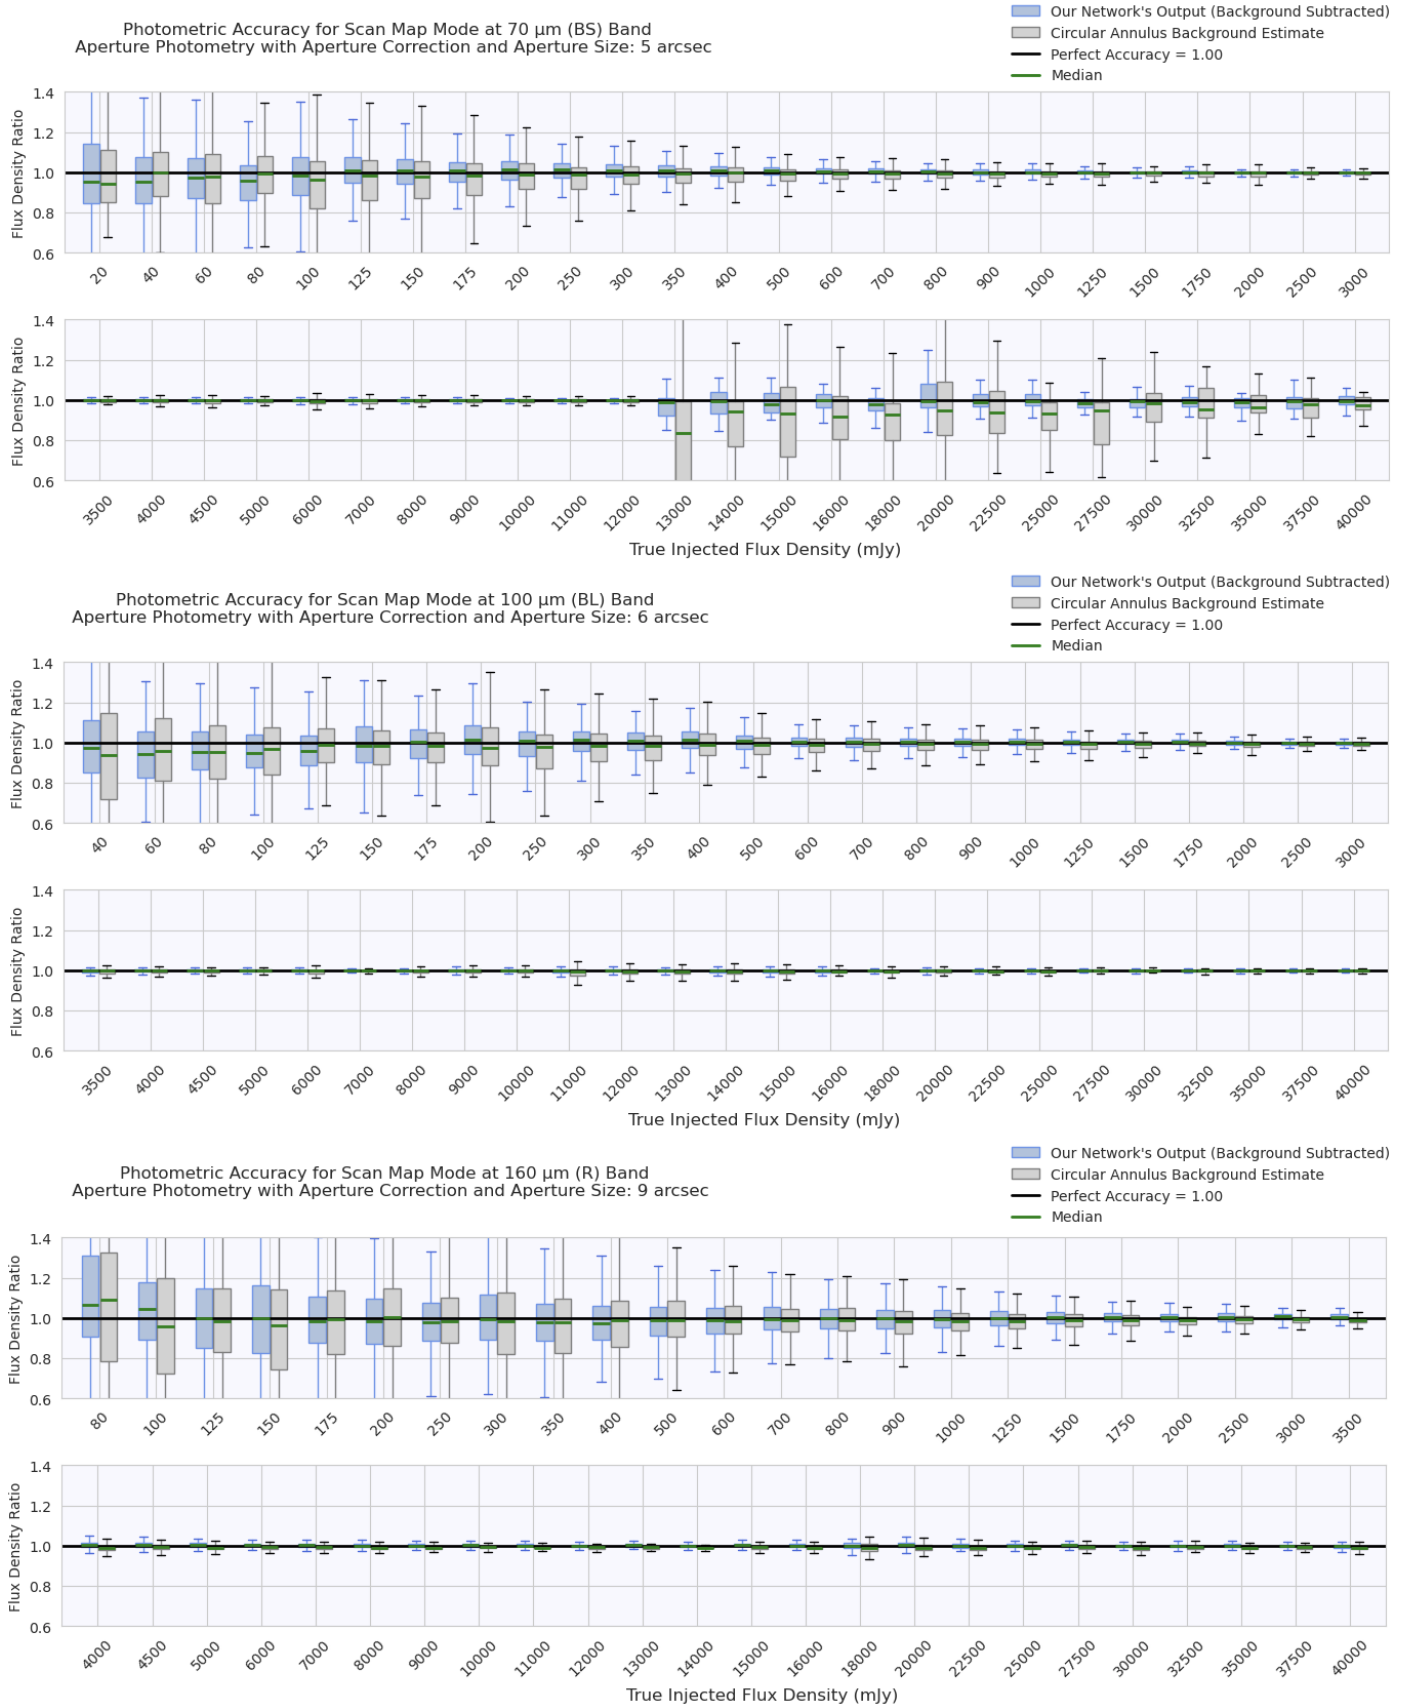 Photometric Accuracy for Scan Map Mode at 70 μm (BS) Band
Aperture Photometry with Aperture Correction and Aperture Size: 5 arcsec
Our Network's Output (Background Subtracted)
Circular Annulus Background Estimate
Perfect Accuracy = 1.00
Median
Flux Density Ratio
1.4
1.2
1.0
0.8
0.6
20 40 60 80 100 125 150 175 200 250 300 350 400 500 600 700 800 900 1000 1250 1500 1750 2000 2500 3000
Flux Density Ratio
1.4
1.2
1.0
0.8
0.6
3500 4000 4500 5000 6000 7000 8000 9000 10000 11000 12000 13000 14000 15000 16000 18000 20000 22500 25000 27500 30000 32500 35000 37500 40000
True Injected Flux Density (mJy)
Photometric Accuracy for Scan Map Mode at 100 μm (BL) Band
Aperture Photometry with Aperture Correction and Aperture Size: 6 arcsec
Our Network's Output (Background Subtracted)
Circular Annulus Background Estimate
Perfect Accuracy = 1.00
Median
Flux Density Ratio
1.4
1.2
1.0
0.8
0.6
40 60 80 100 125 150 175 200 250 300 350 400 500 600 700 800 900 1000 1250 1500 1750 2000 2500 3000
Flux Density Ratio
1.4
1.2
1.0
0.8
0.6
3500 4000 4500 5000 6000 7000 8000 9000 10000 11000 12000 13000 14000 15000 16000 18000 20000 22500 25000 27500 30000 32500 35000 37500 40000
True Injected Flux Density (mJy)
Photometric Accuracy for Scan Map Mode at 160 μm (R) Band
Aperture Photometry with Aperture Correction and Aperture Size: 9 arcsec
Our Network's Output (Background Subtracted)
Circular Annulus Background Estimate
Perfect Accuracy = 1.00
Median
Flux Density Ratio
1.4
1.2
1.0
0.8
0.6
80 100 125 150 175 200 250 300 350 400 500 600 700 800 900 1000 1250 1500 1750 2000 2500 3000 3500
Flux Density Ratio
1.4
1.2
1.0
0.8
0.6
4000 4500 5000 6000 7000 8000 9000 10000 11000 12000 13000 14000 15000 16000 18000 20000 22500 25000 27500 30000 32500 35000 37500 40000
True Injected Flux Density (mJy)